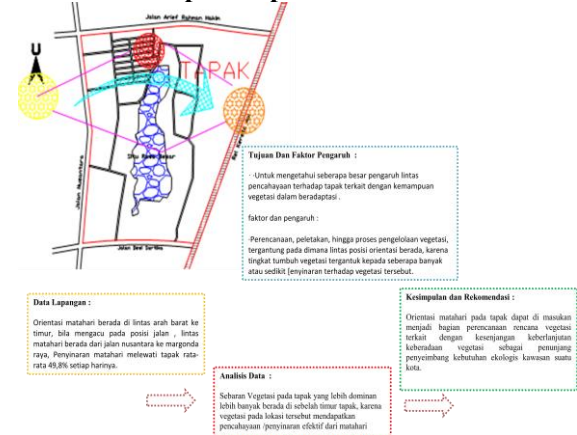 Jalan Arief Rahman Hakim
U
TAPAK
Situ Rawa Besar
Jalan Nusantara
Jalan Dewi Sartika
Tujuan Dan Faktor Pengaruh :
-Untuk mengetahui seberapa besar pengaruh lintas
pencahayaan terhadap tapak terkait dengan kemampuan
vegetasi dalam beradaptasi .
faktor dan pengaruh :
-Perencanaan, peletakan, hingga proses pengelolaan vegetasi,
tergantung pada dimana lintas posisi orientasi berada, karena
tingkat tumbuh vegetasi tergantuk kepada seberapa banyak
atau sedikit [enyinaran terhadap vegetasi tersebut.
Data Lapangan :
Orientasi matahari berada di lintas arah barat ke
timur, bila mengacu pada posisi jalan , lintas
matahari berada dari jalan nusantara ke margonda
raya, Penyinaran matahari melewati tapak rata-
rata 49,8% setiap harinya.
Analisis Data :
Sebaran Vegetasi pada tapak yang lebih dominan
lebih banyak berada di sebelah timur tapak, karena
vegetasi pada lokasi tersebut mendapatkan
pencahayaan /penyinaran efektif dari matahari
Kesimpulan dan Rekomendasi :
Orientasi matahari pada tapak dapat di masukan
menjadi bagian perencanaan rencana vegetasi
terkait dengan kesenjangan keberlanjutan
keberadaan vegetasi sebagai penunjang
penyeimbang kebutuhan ekologis kawasan suatu
kota.